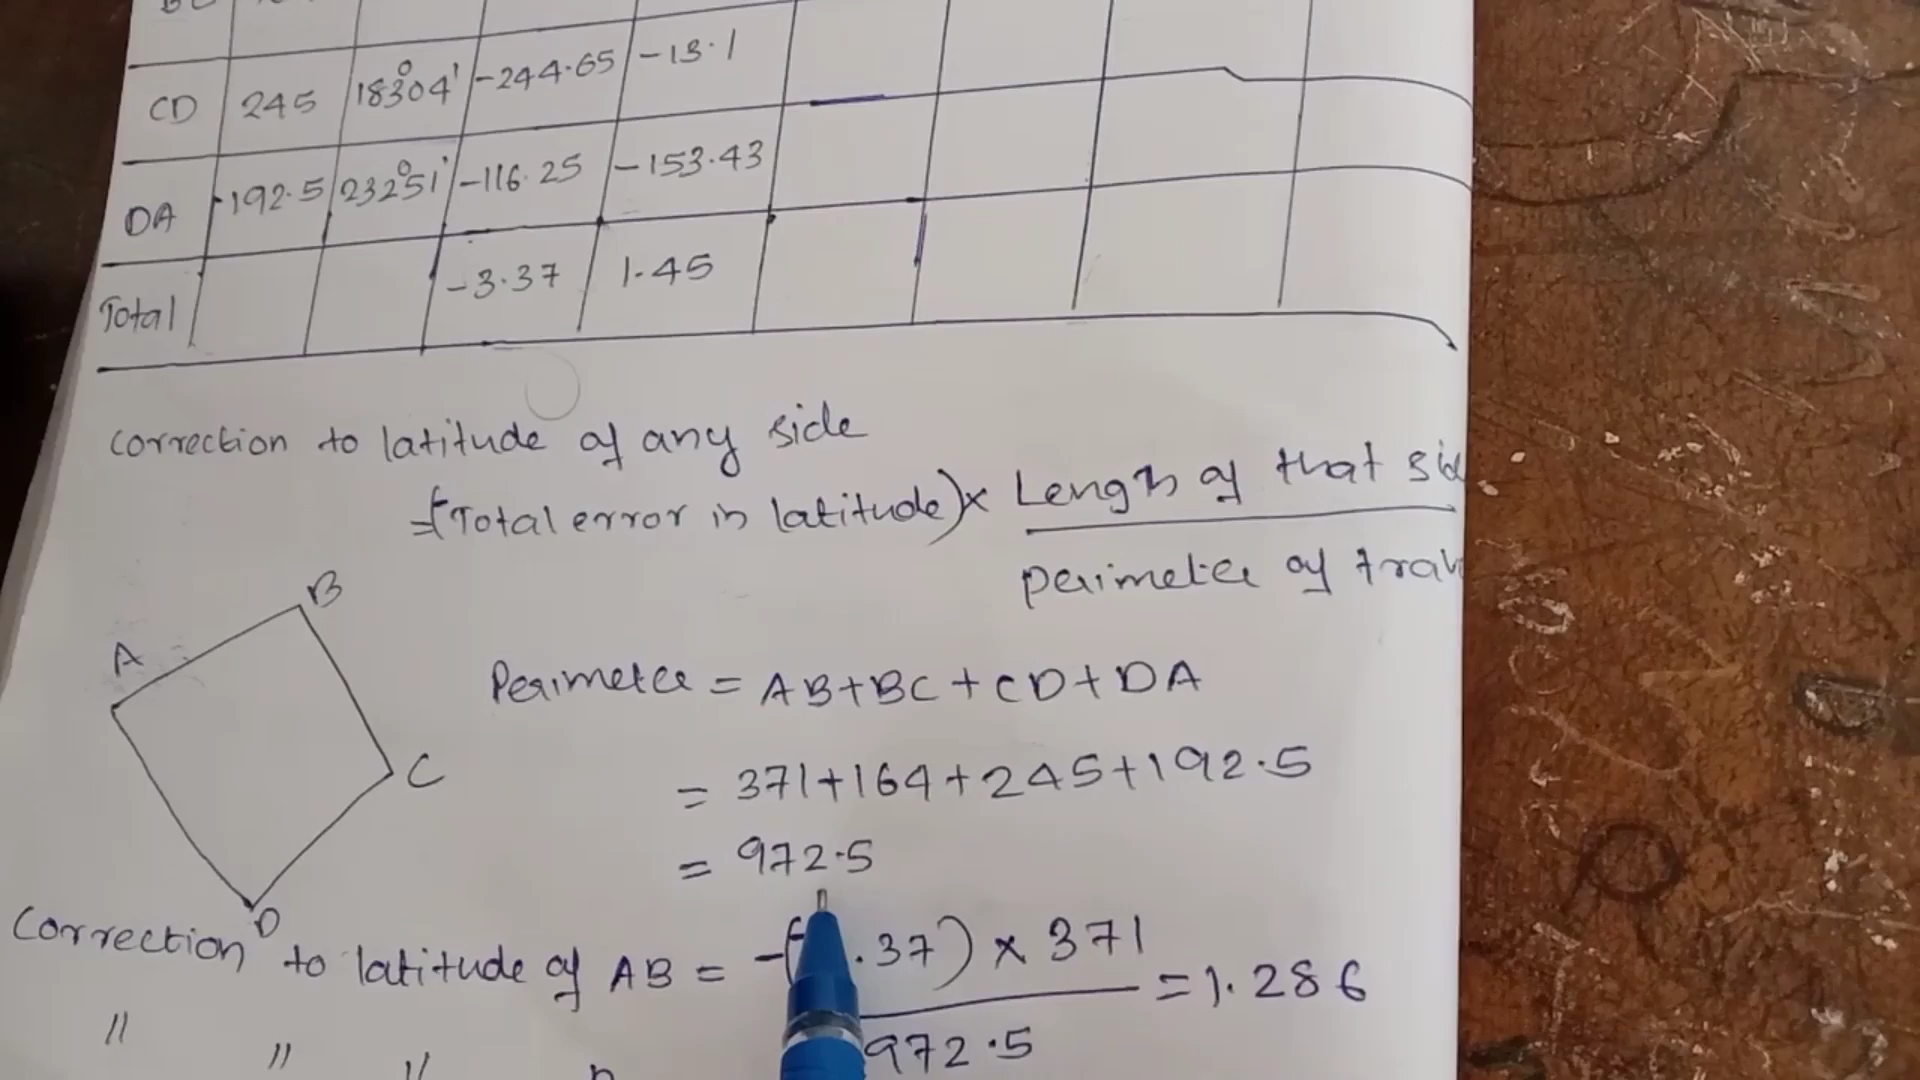 CD 245 183°04' -244.65 -13.1
DA 192.5 232°51' -116.25 -153.43
Total -3.37 1.45
correction to latitude of any side
=-(Total error in latitude)× Length of that
perimeter of
A B C D
Perimeter = AB+BC+CD+DA
= 371+164+245+192.5
= 972.5
Correction to latitude of AB = -( .37) × 371 = 1.286
972.5
" " "